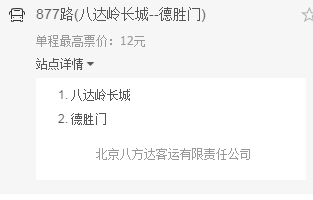 877路(八达岭长城--德胜门)
单程最高票价：12元
站点详情
1. 八达岭长城
2. 德胜门
北京八方达客运有限责任公司